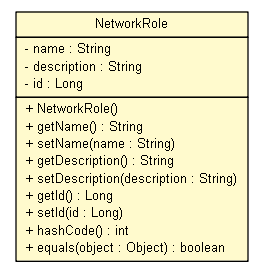 NetworkRole
- name : String
- description : String
- id : Long
+ NetworkRole()
+ getName() : String
+ setName(name : String)
+ getDescription() : String
+ setDescription(description : String)
+ getId() : Long
+ setId(id : Long)
+ hashCode() : int
+ equals(object : Object) : boolean